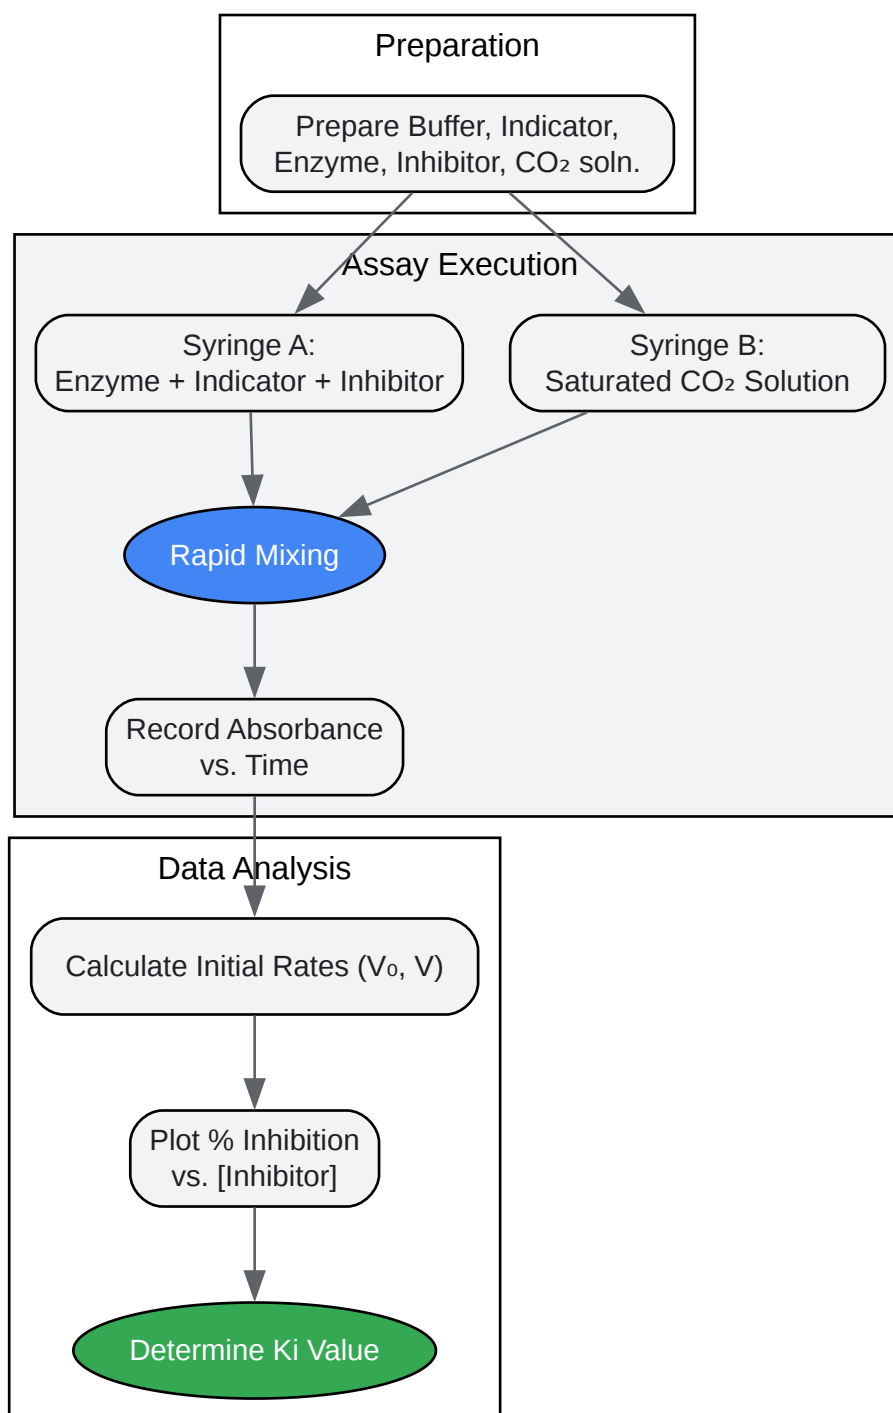 Preparation
Prepare Buffer, Indicator,
Enzyme, Inhibitor, CO₂ soln.
Assay Execution
Syringe A:
Enzyme + Indicator + Inhibitor
Syringe B:
Saturated CO₂ Solution
Rapid Mixing
Record Absorbance
vs. Time
Data Analysis
Calculate Initial Rates (V₀, V)
Plot % Inhibition
vs. [Inhibitor]
Determine Ki Value